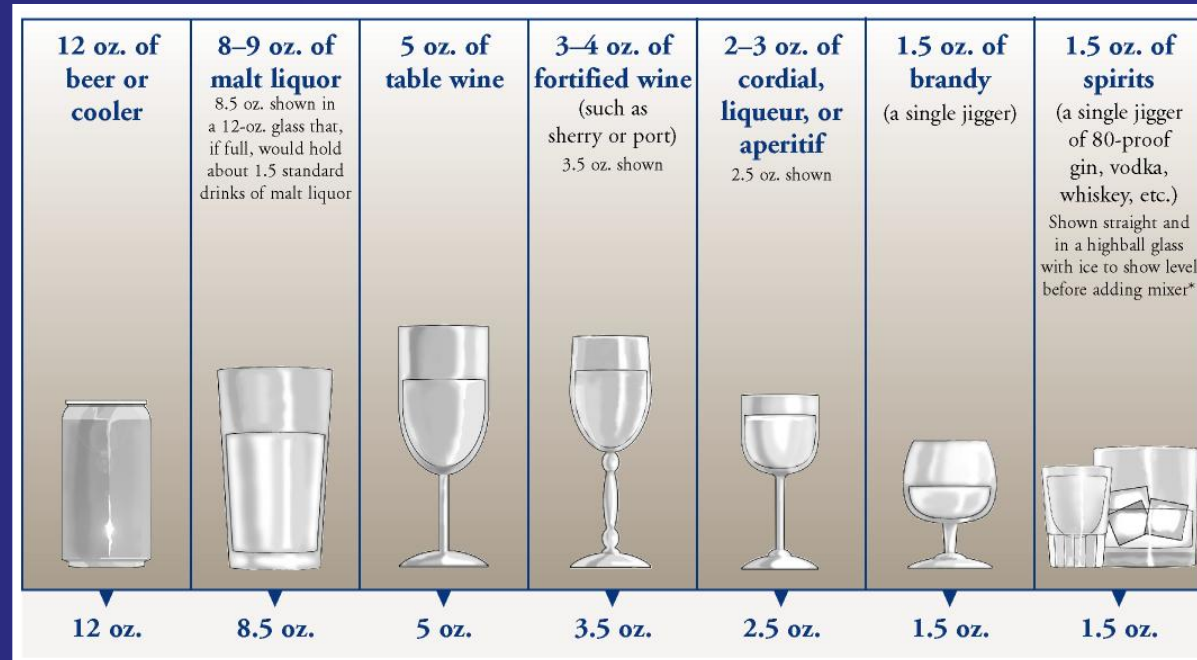 12 oz. of
beer or
cooler
8–9 oz. of
malt liquor
8.5 oz. shown in
a 12-oz. glass that,
if full, would hold
about 1.5 standard
drinks of malt liquor
5 oz. of
table wine
3–4 oz. of
fortified wine
(such as
sherry or port)
3.5 oz. shown
2–3 oz. of
cordial,
liqueur, or
aperitif
2.5 oz. shown
1.5 oz. of
brandy
(a single jigger)
1.5 oz. of
spirits
(a single jigger
of 80-proof
gin, vodka,
whiskey, etc.)
Shown straight and
in a highball glass
with ice to show level
before adding mixer*
12 oz.
8.5 oz.
5 oz.
3.5 oz.
2.5 oz.
1.5 oz.
1.5 oz.